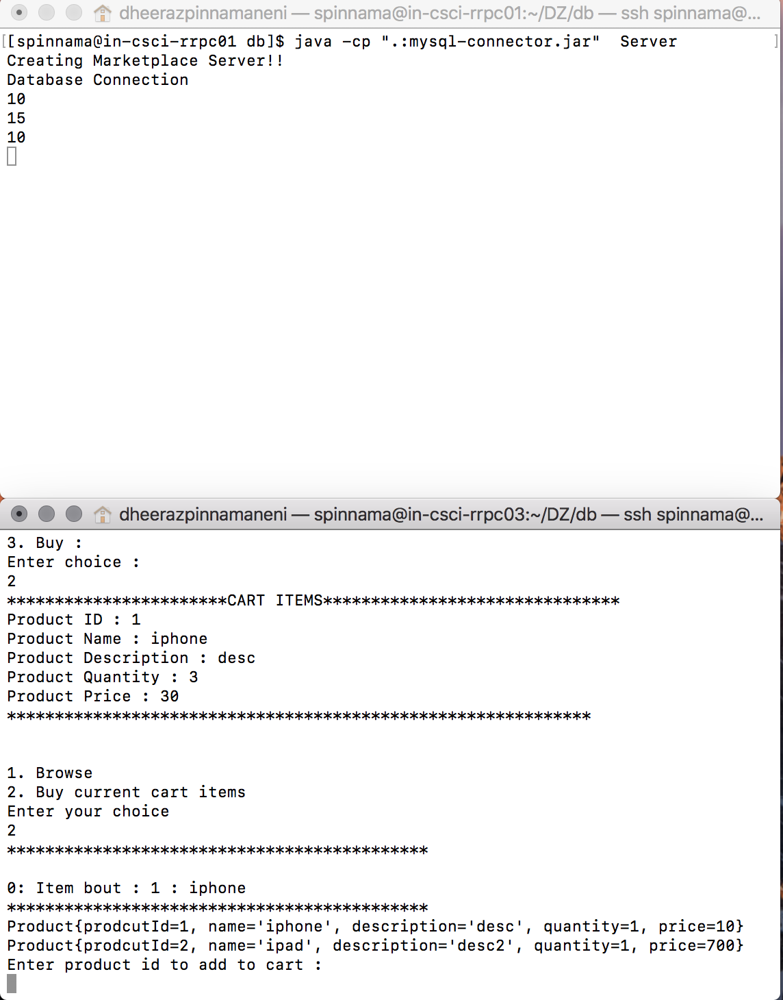 dheerazpinnamaneni — spinnama@in-csci-rrpc01:~/DZ/db — ssh spinnama@...
[[spinnama@in-csci-rrpc01 db]$ java -cp ".:mysql-connector.jar"  Server ]
Creating Marketplace Server!!
Database Connection
10
15
10
dheerazpinnamaneni — spinnama@in-csci-rrpc03:~/DZ/db — ssh spinnama@...
3. Buy :
Enter choice :
2
***********************CART ITEMS*******************************
Product ID : 1
Product Name : iphone
Product Description : desc
Product Quantity : 3
Product Price : 30
*************************************************************
1. Browse
2. Buy current cart items
Enter your choice
2
********************************************
0: Item bout : 1 : iphone
********************************************
Product{prodcutId=1, name='iphone', description='desc', quantity=1, price=10}
Product{prodcutId=2, name='ipad', description='desc2', quantity=1, price=700}
Enter product id to add to cart :